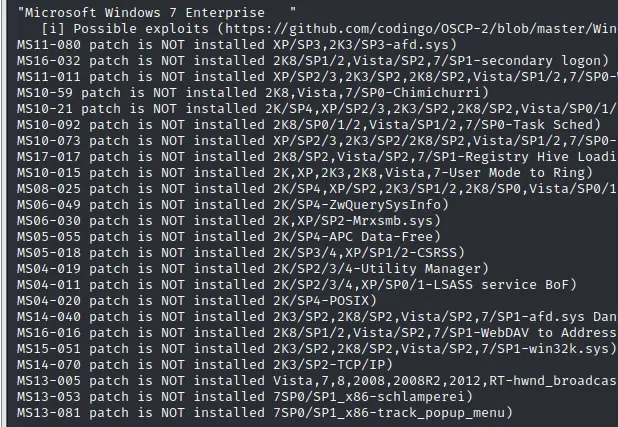 "Microsoft Windows 7 Enterprise   "
[i] Possible exploits (https://github.com/codingo/OSCP-2/blob/master/Win
MS11-080 patch is NOT installed XP/SP3,2K3/SP3-afd.sys)
MS16-032 patch is NOT installed 2K8/SP1/2,Vista/SP2,7/SP1-secondary logon)
MS11-011 patch is NOT installed XP/SP2/3,2K3/SP2,2K8/SP2,Vista/SP1/2,7/SP0-
MS10-59 patch is NOT installed 2K8,Vista,7/SP0-Chimichurri)
MS10-21 patch is NOT installed 2K/SP4,XP/SP2/3,2K3/SP2,2K8/SP2,Vista/SP0/1/
MS10-092 patch is NOT installed 2K8/SP0/1/2,Vista/SP1/2,7/SP0-Task Sched)
MS10-073 patch is NOT installed XP/SP2/3,2K3/SP2/2K8/SP2,Vista/SP1/2,7/SP0-
MS17-017 patch is NOT installed 2K8/SP2,Vista/SP2,7/SP1-Registry Hive Loadi
MS10-015 patch is NOT installed 2K,XP,2K3,2K8,Vista,7-User Mode to Ring)
MS08-025 patch is NOT installed 2K/SP4,XP/SP2,2K3/SP1/2,2K8/SP0,Vista/SP0/1
MS06-049 patch is NOT installed 2K/SP4-ZwQuerySysInfo)
MS06-030 patch is NOT installed 2K,XP/SP2-Mrxsmb.sys)
MS05-055 patch is NOT installed 2K/SP4-APC Data-Free)
MS05-018 patch is NOT installed 2K/SP3/4,XP/SP1/2-CSRSS)
MS04-019 patch is NOT installed 2K/SP2/3/4-Utility Manager)
MS04-011 patch is NOT installed 2K/SP2/3/4,XP/SP0/1-LSASS service BoF)
MS04-020 patch is NOT installed 2K/SP4-POSIX)
MS14-040 patch is NOT installed 2K3/SP2,2K8/SP2,Vista/SP2,7/SP1-afd.sys Dan
MS16-016 patch is NOT installed 2K8/SP1/2,Vista/SP2,7/SP1-WebDAV to Address
MS15-051 patch is NOT installed 2K3/SP2,2K8/SP2,Vista/SP2,7/SP1-win32k.sys)
MS14-070 patch is NOT installed 2K3/SP2-TCP/IP)
MS13-005 patch is NOT installed Vista,7,8,2008,2008R2,2012,RT-hwnd_broadcas
MS13-053 patch is NOT installed 7SP0/SP1_x86-schlamperei)
MS13-081 patch is NOT installed 7SP0/SP1_x86-track_popup_menu)